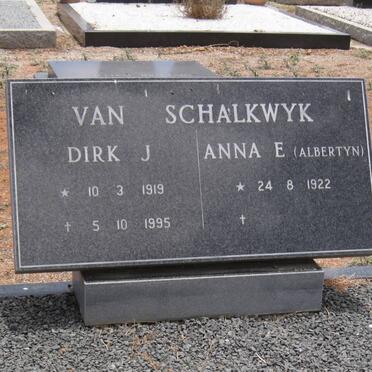 VAN SCHALKWYK
DIRK J ANNA E (ALBERTYN)
* 10 3 1919 * 24 8 1922
† 5 10 1995 †